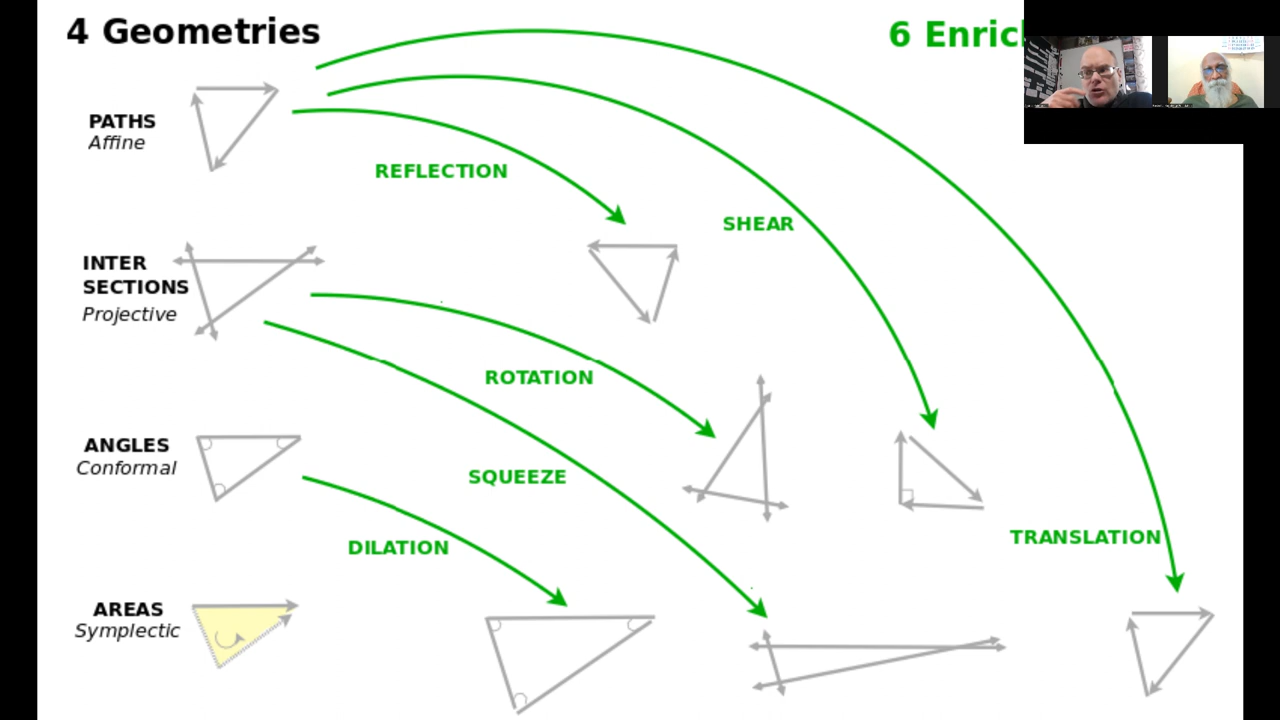 4 Geometries
6 Enric
PATHS
Affine
REFLECTION
SHEAR
INTER
SECTIONS
Projective
ROTATION
ANGLES
Conformal
SQUEEZE
DILATION
TRANSLATION
AREAS
Symplectic